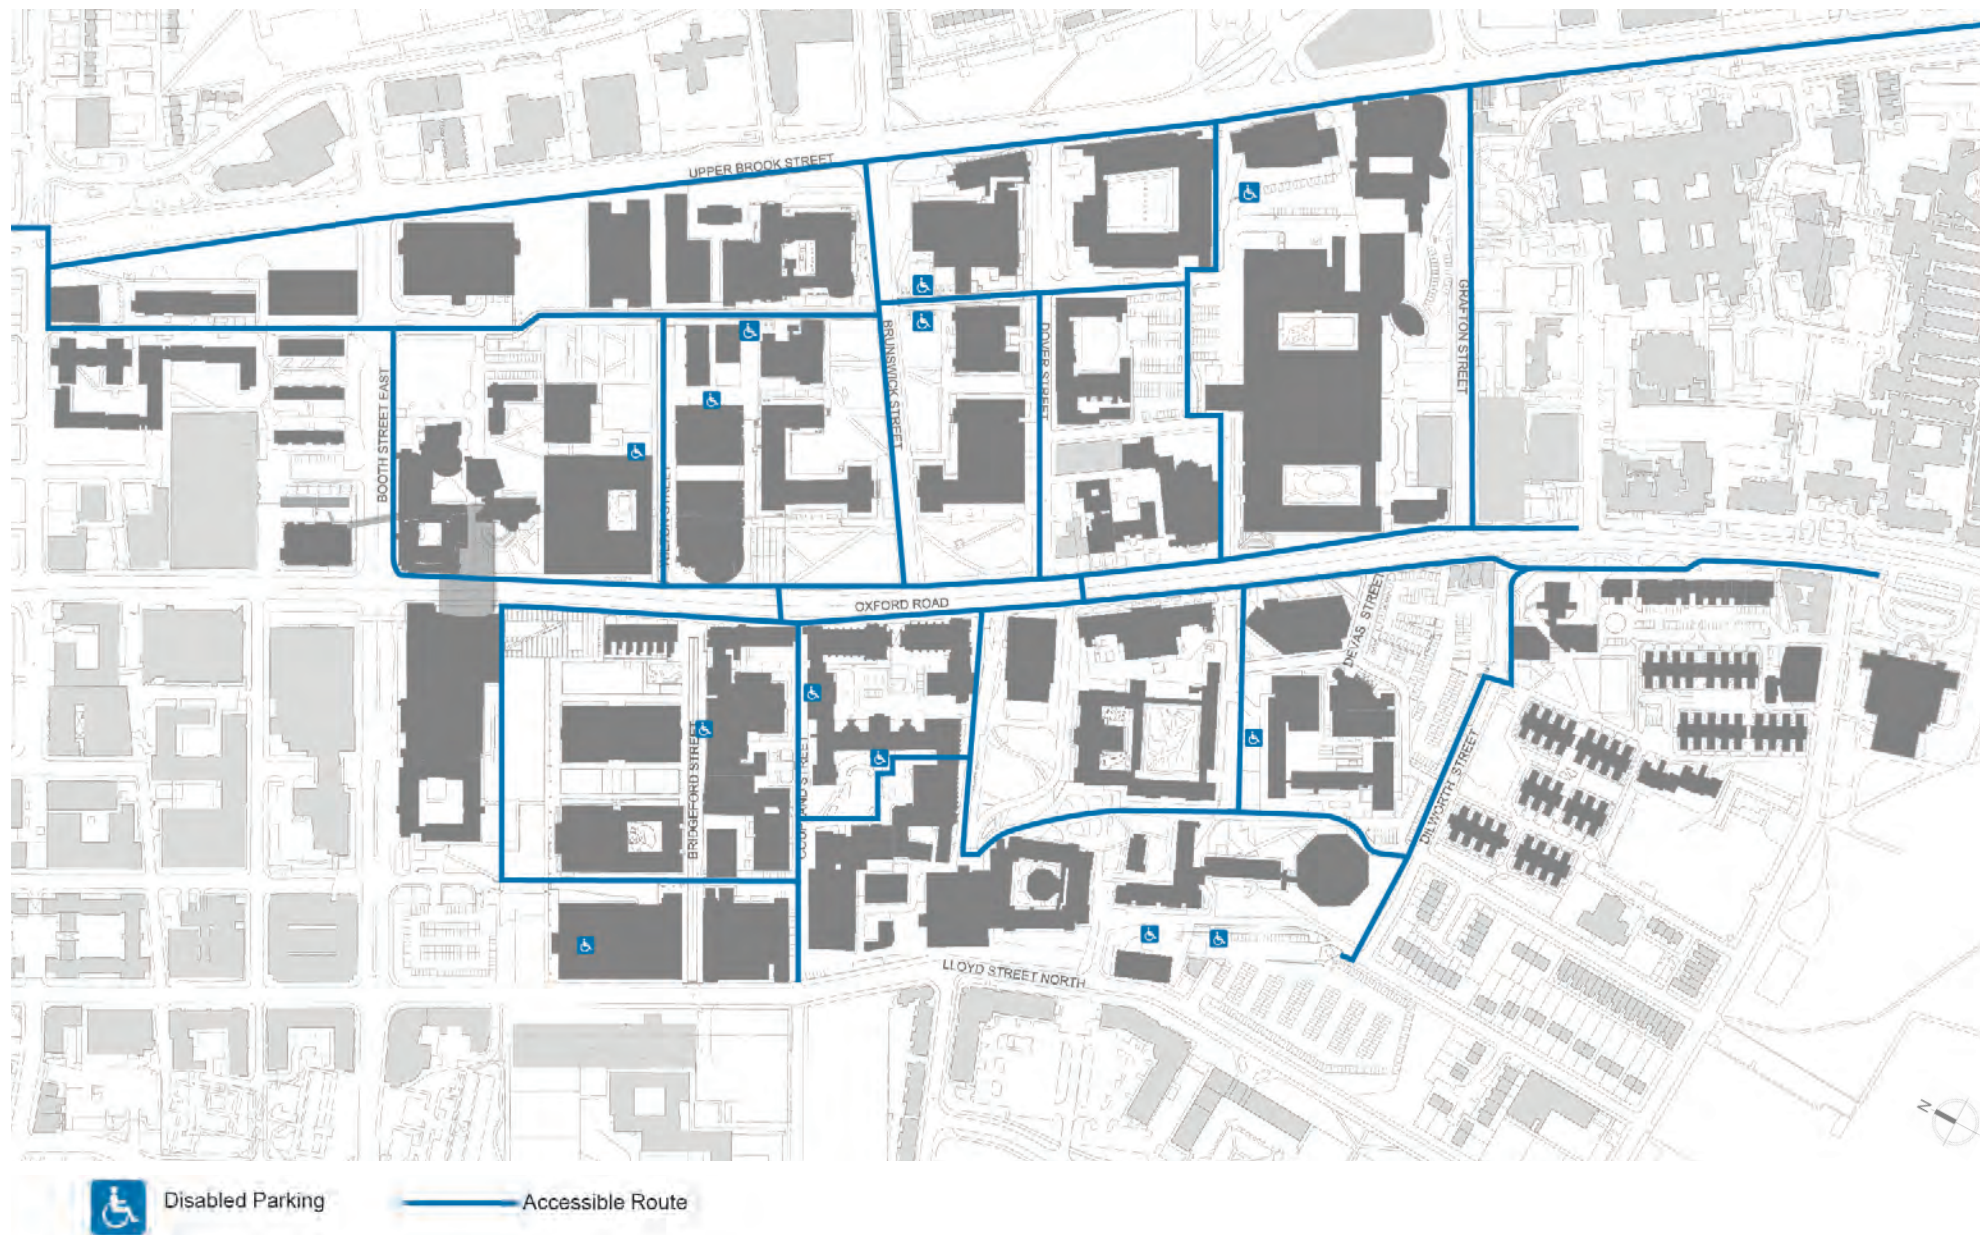 UPPER BROOK STREET
GRAFTON STREET
BRUNSWICK STREET
DOVER STREET
BOOTH STREET EAST
OXFORD ROAD
DEVAS STREET
BRIDGEFORD STREET
DILWORTH STREET
LLOYD STREET NORTH
N
Disabled Parking
Accessible Route